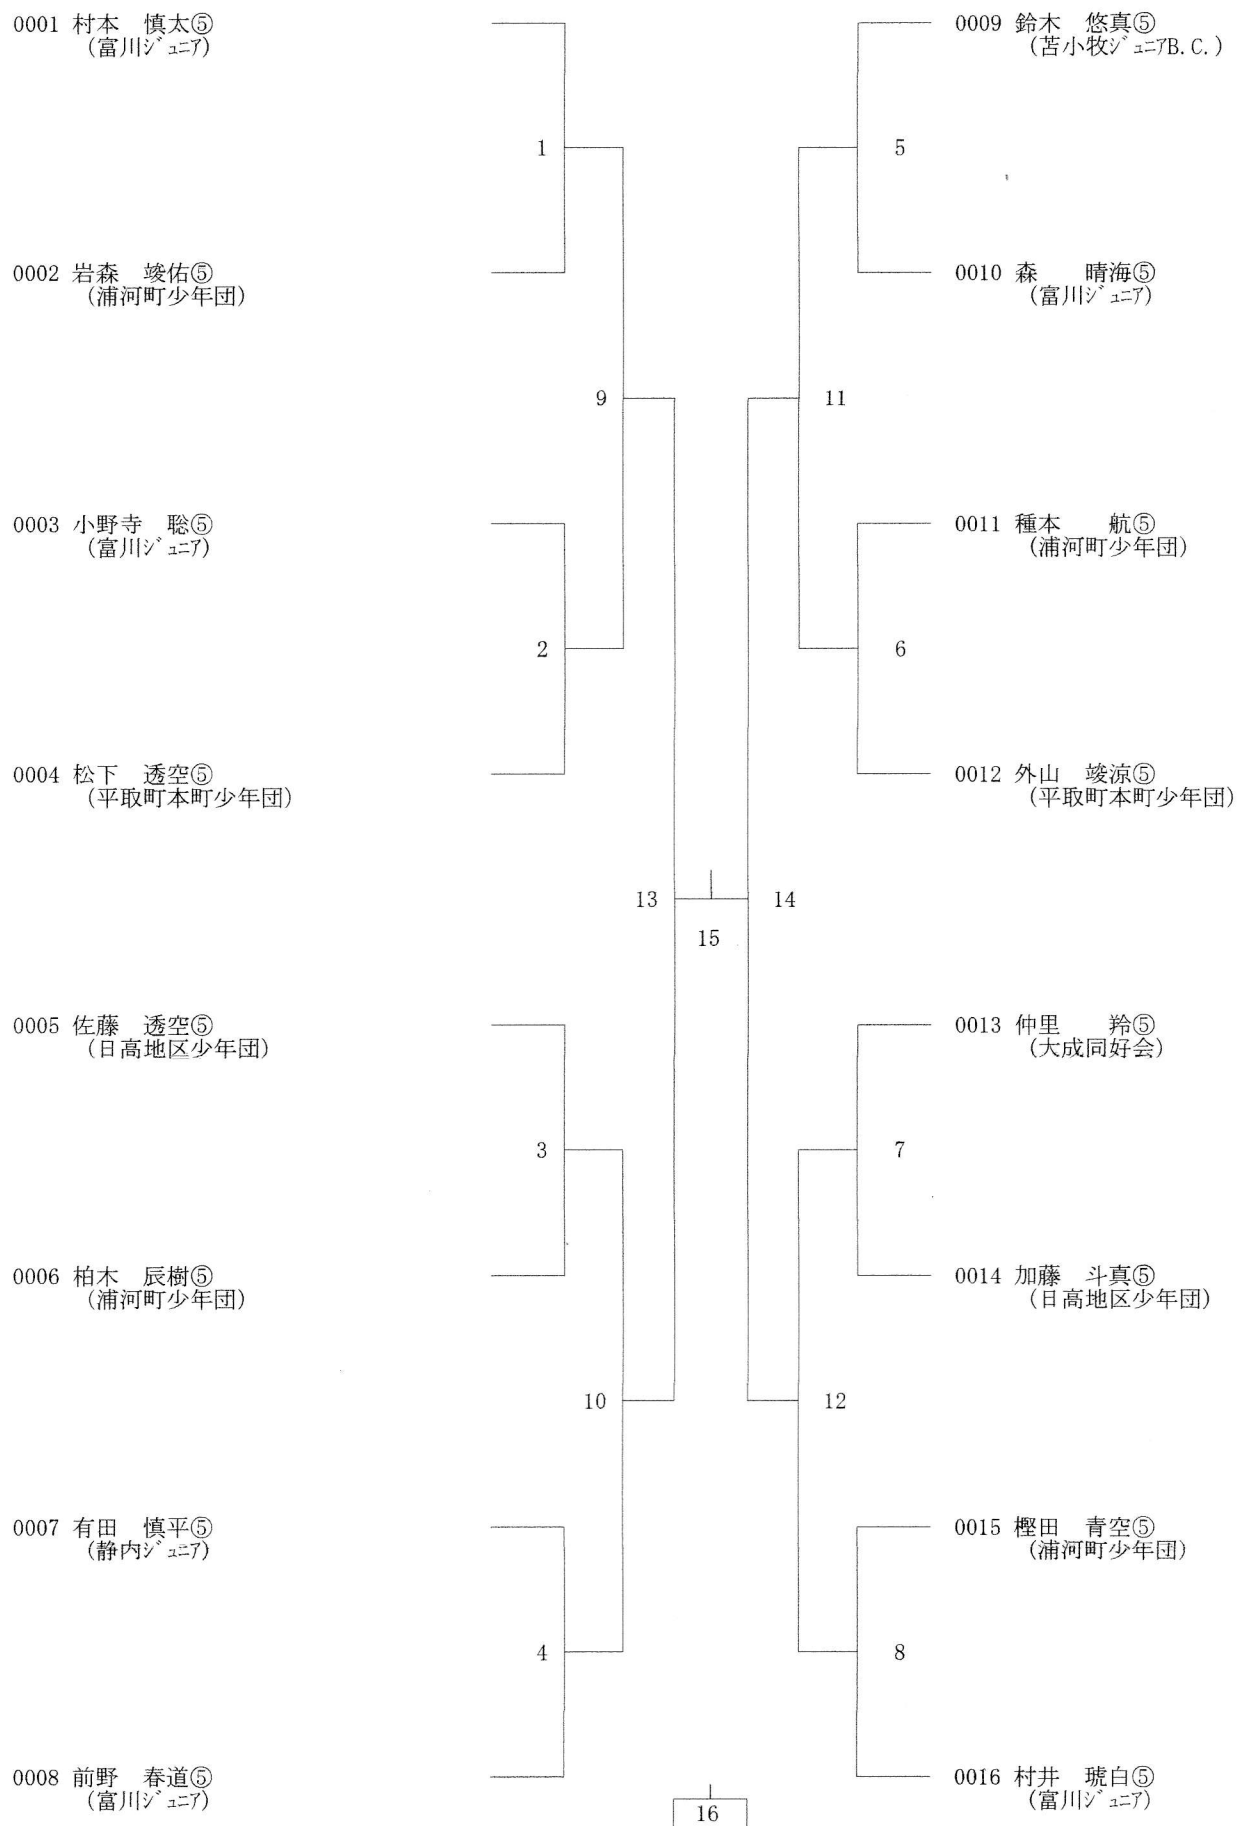 0001 村本　慎太⑤
(富川ｼﾞｭﾆｱ)
1
0002 岩森　竣佑⑤
(浦河町少年団)
9
0003 小野寺　聡⑤
(富川ｼﾞｭﾆｱ)
2
0004 松下　透空⑤
(平取町本町少年団)
13
0005 佐藤　透空⑤
(日高地区少年団)
3
0006 柏木　辰樹⑤
(浦河町少年団)
10
0007 有田　慎平⑤
(静内ｼﾞｭﾆｱ)
4
0008 前野　春道⑤
(富川ｼﾞｭﾆｱ)
15
16
0009 鈴木　悠真⑤
(苫小牧ｼﾞｭﾆｱB.C.)
5
0010 森　　晴海⑤
(富川ｼﾞｭﾆｱ)
11
0011 種本　　航⑤
(浦河町少年団)
6
0012 外山　竣涼⑤
(平取町本町少年団)
14
0013 仲里　　羚⑤
(大成同好会)
7
0014 加藤　斗真⑤
(日高地区少年団)
12
0015 樫田　青空⑤
(浦河町少年団)
8
0016 村井　琥白⑤
(富川ｼﾞｭﾆｱ)